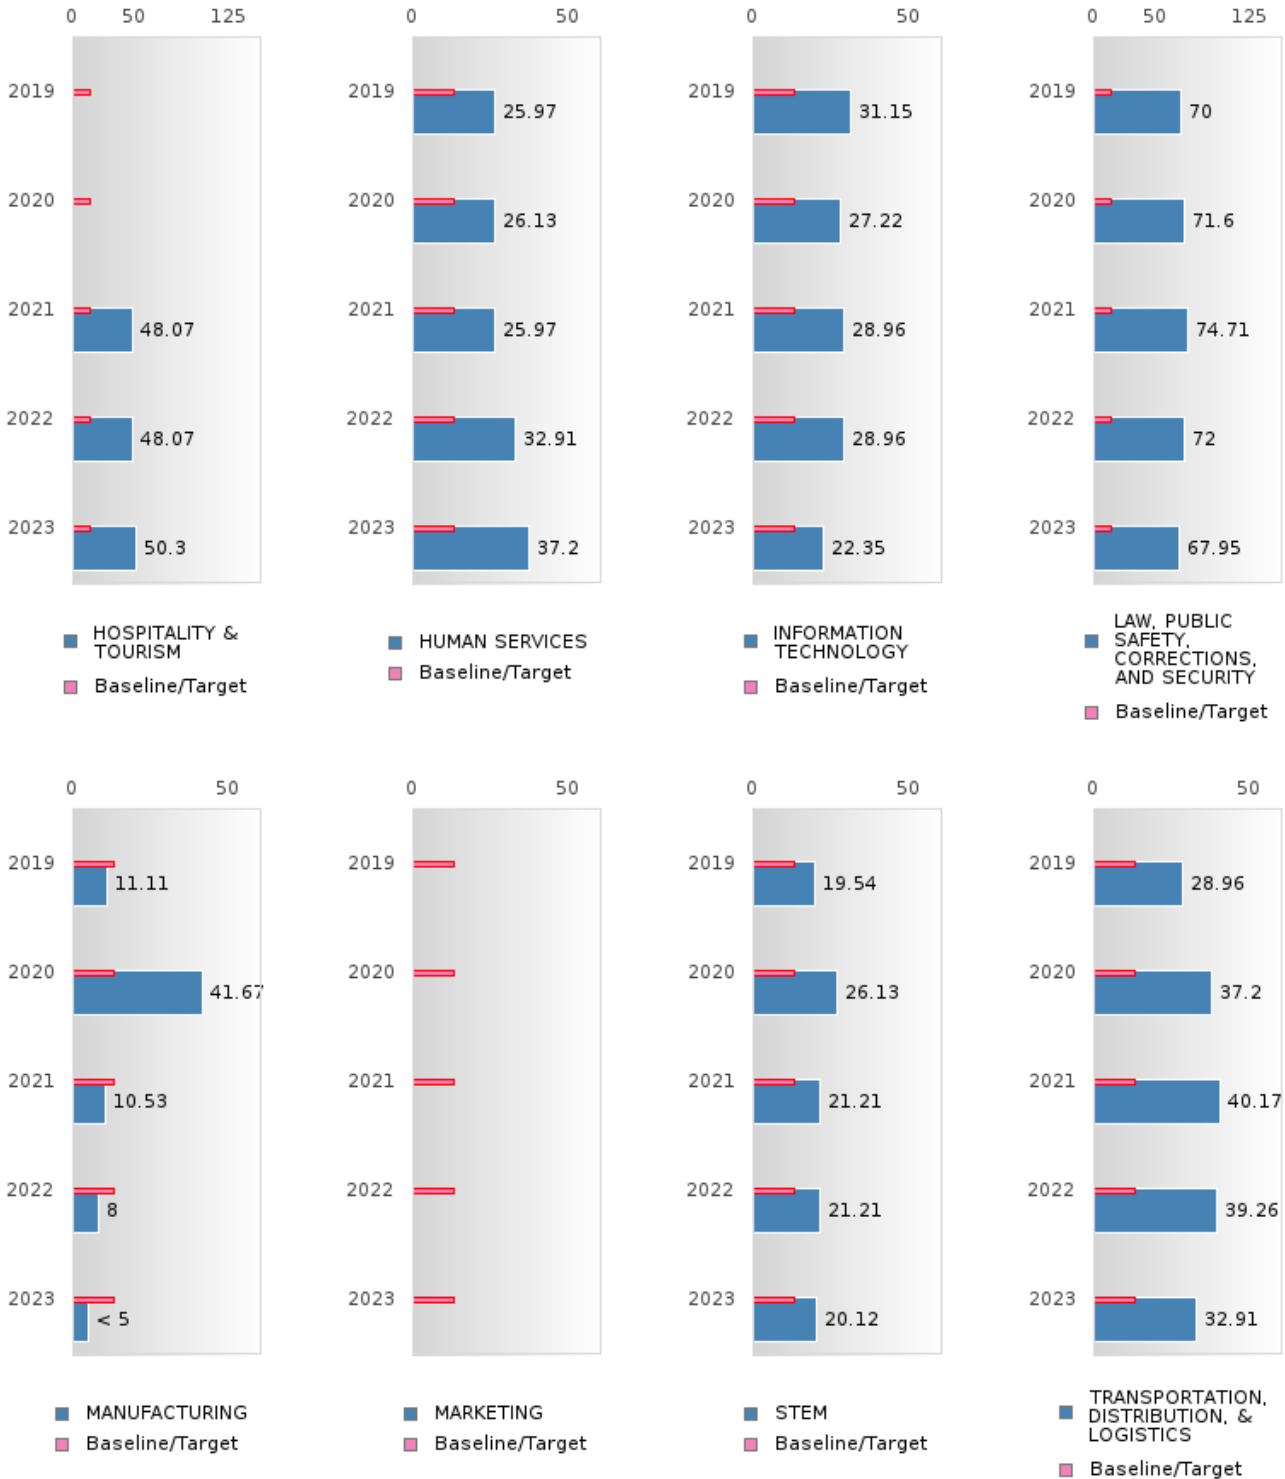 0 50 125
2019
2020
2021 48.07
2022 48.07
2023 50.3
HOSPITALITY &
TOURISM
Baseline/Target
0 50
2019 25.97
2020 26.13
2021 25.97
2022 32.91
2023 37.2
HUMAN SERVICES
Baseline/Target
0 50
2019 31.15
2020 27.22
2021 28.96
2022 28.96
2023 22.35
INFORMATION
TECHNOLOGY
Baseline/Target
0 50 125
2019 70
2020 71.6
2021 74.71
2022 72
2023 67.95
LAW, PUBLIC
SAFETY,
CORRECTIONS,
AND SECURITY
Baseline/Target
0 50
2019 11.11
2020 41.67
2021 10.53
2022 8
2023 < 5
MANUFACTURING
Baseline/Target
0 50
2019
2020
2021
2022
2023
MARKETING
Baseline/Target
0 50
2019 19.54
2020 26.13
2021 21.21
2022 21.21
2023 20.12
STEM
Baseline/Target
0 50
2019 28.96
2020 37.2
2021 40.17
2022 39.26
2023 32.91
TRANSPORTATION,
DISTRIBUTION, &
LOGISTICS
Baseline/Target